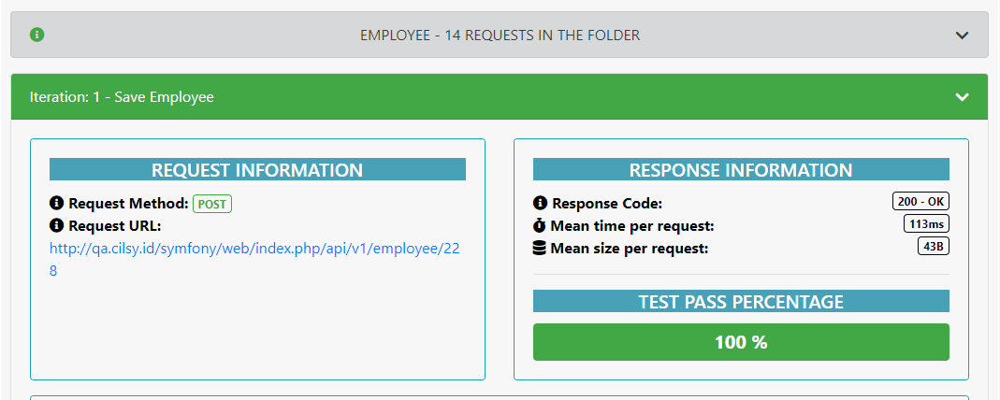 EMPLOYEE - 14 REQUESTS IN THE FOLDER
Iteration: 1 - Save Employee
REQUEST INFORMATION
Request Method: POST
Request URL:
http://qa.cilsy.id/symfony/web/index.php/api/v1/employee/22
8
RESPONSE INFORMATION
Response Code: 200 - OK
Mean time per request: 113ms
Mean size per request: 43B
TEST PASS PERCENTAGE
100 %